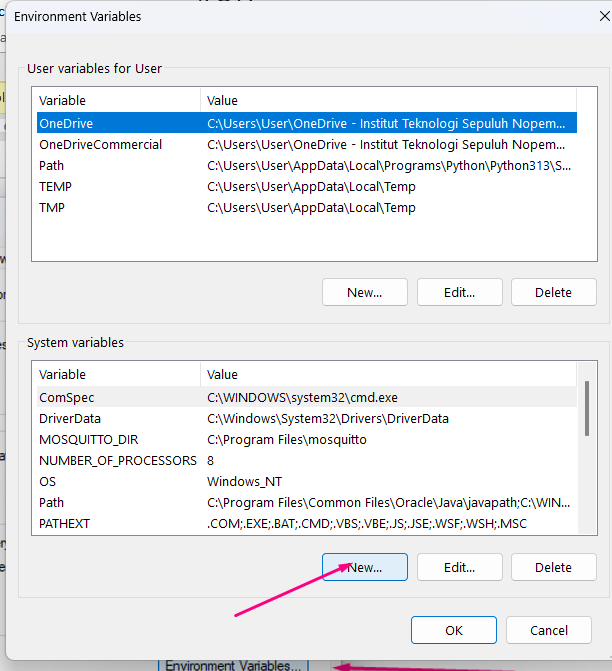 Environment Variables
User variables for User
Variable Value
OneDrive C:\Users\User\OneDrive - Institut Teknologi Sepuluh Nopem...
OneDriveCommercial C:\Users\User\OneDrive - Institut Teknologi Sepuluh Nopem...
Path C:\Users\User\AppData\Local\Programs\Python\Python313\S...
TEMP C:\Users\User\AppData\Local\Temp
TMP C:\Users\User\AppData\Local\Temp
New... Edit... Delete
System variables
Variable Value
ComSpec C:\WINDOWS\system32\cmd.exe
DriverData C:\Windows\System32\Drivers\DriverData
MOSQUITTO_DIR C:\Program Files\mosquitto
NUMBER_OF_PROCESSORS 8
OS Windows_NT
Path C:\Program Files\Common Files\Oracle\Java\javapath;C:\WIN...
PATHEXT .COM;.EXE;.BAT;.CMD;.VBS;.VBE;.JS;.JSE;.WSF;.WSH;.MSC
New... Edit... Delete
OK Cancel
Environment Variables...